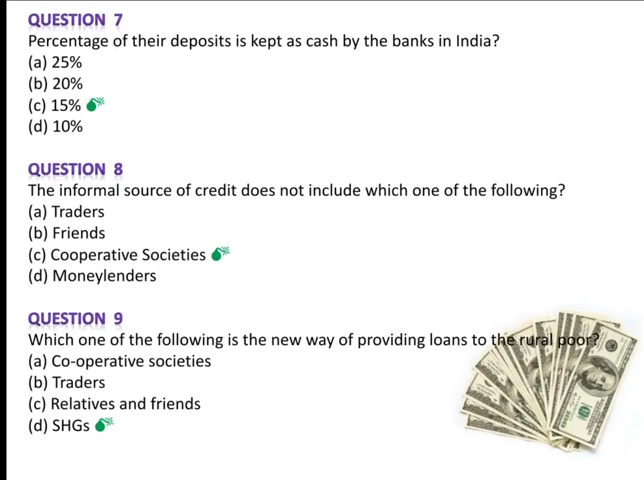 QUESTION 7
Percentage of their deposits is kept as cash by the banks in India?
(a) 25%
(b) 20%
(c) 15%
(d) 10%
QUESTION 8
The informal source of credit does not include which one of the following?
(a) Traders
(b) Friends
(c) Cooperative Societies
(d) Moneylenders
QUESTION 9
Which one of the following is the new way of providing loans to the rural poor?
(a) Co-operative societies
(b) Traders
(c) Relatives and friends
(d) SHGs